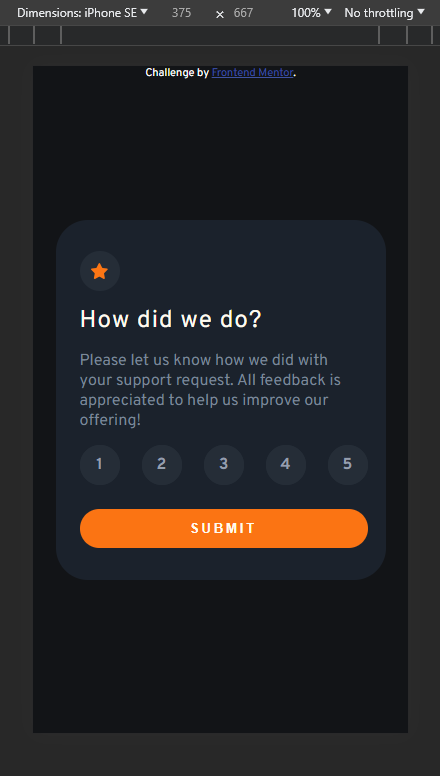 Dimensions: iPhone SE 375 × 667 100% No throttling
Challenge by Frontend Mentor.
How did we do?
Please let us know how we did with
your support request. All feedback is
appreciated to help us improve our
offering!
1 2 3 4 5
SUBMIT